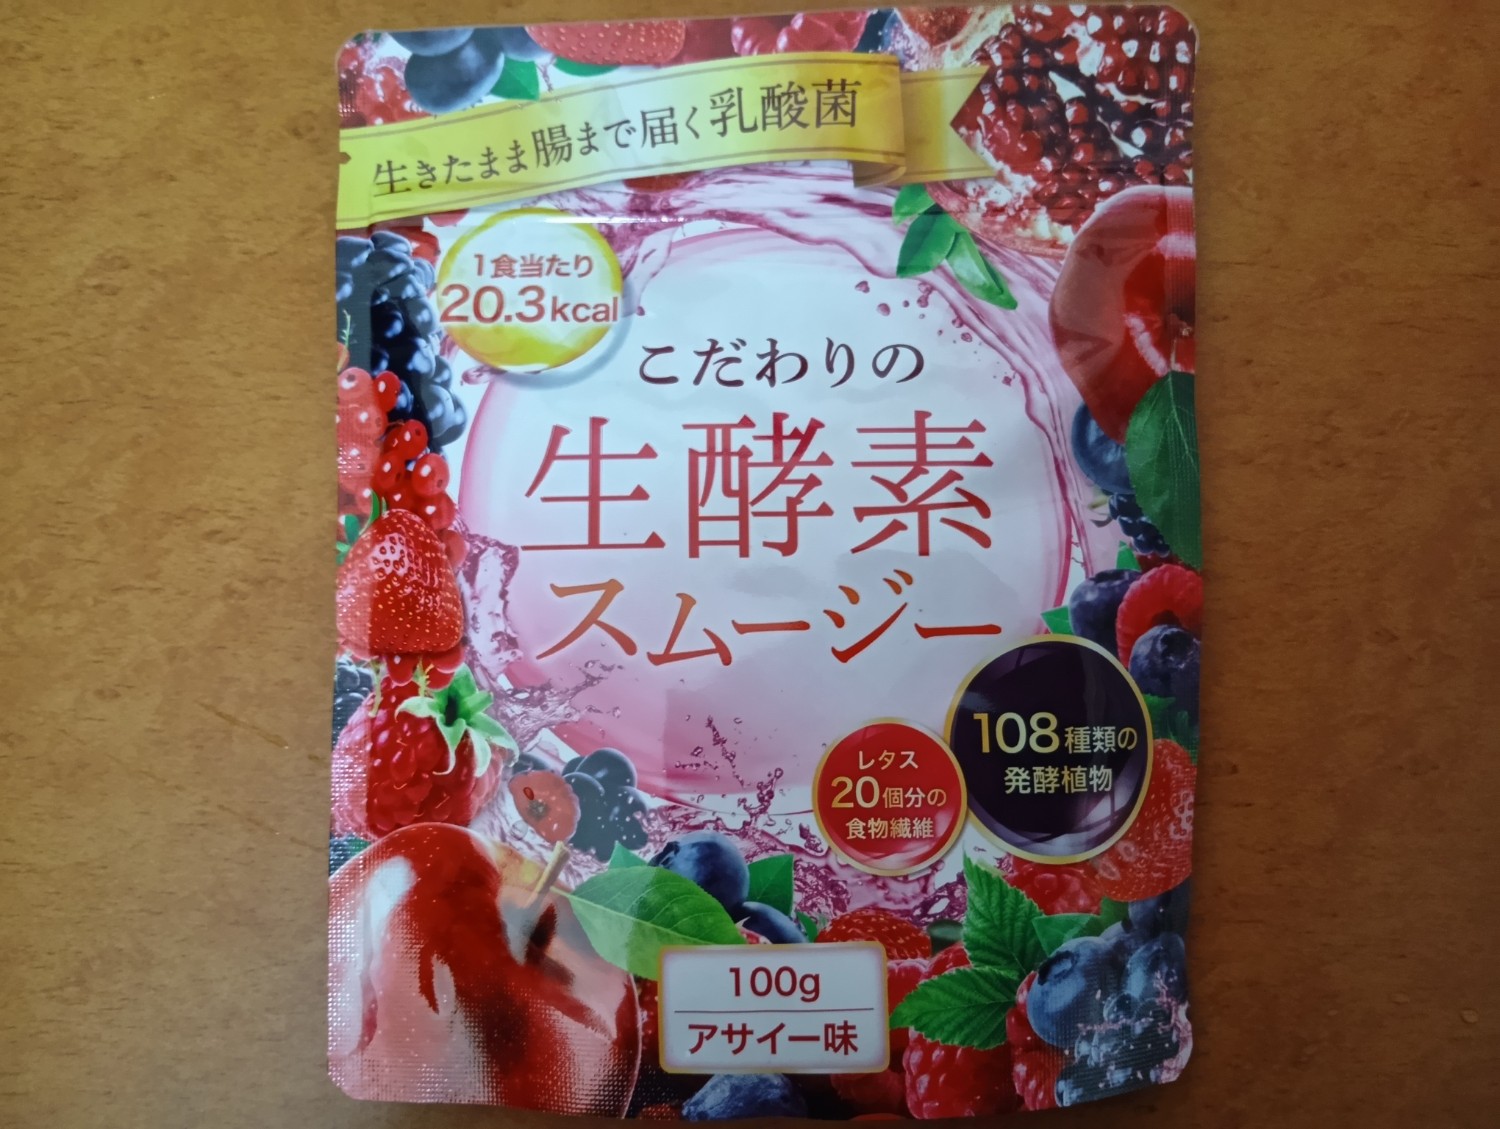 生きたまま腸まで届く乳酸菌
1食当たり
20.3kcal
こだわりの
生酵素
スムージー
レタス
20個分の
食物繊維
108種類の
発酵植物
100g
アサイー味